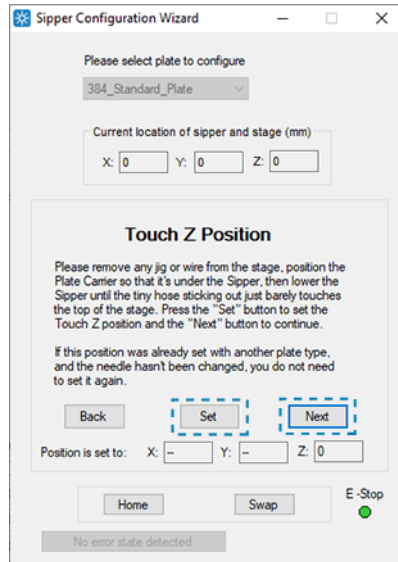 Sipper Configuration Wizard
Please select plate to configure
384_Standard_Plate
Current location of sipper and stage (mm)
X: 0 Y: 0 Z: 0
Touch Z Position
Please remove any jig or wire from the stage, position the
Plate Carrier so that it's under the Sipper, then lower the
Sipper until the tiny hose sticking out just barely touches
the top of the stage. Press the "Set" button to set the
Touch Z position and the "Next" button to continue.
If this position was already set with another plate type,
and the needle hasn't been changed, you do not need
to set it again.
Back Set Next
Position is set to: X: -- Y: -- Z: 0
Home Swap E -Stop
No error state detected